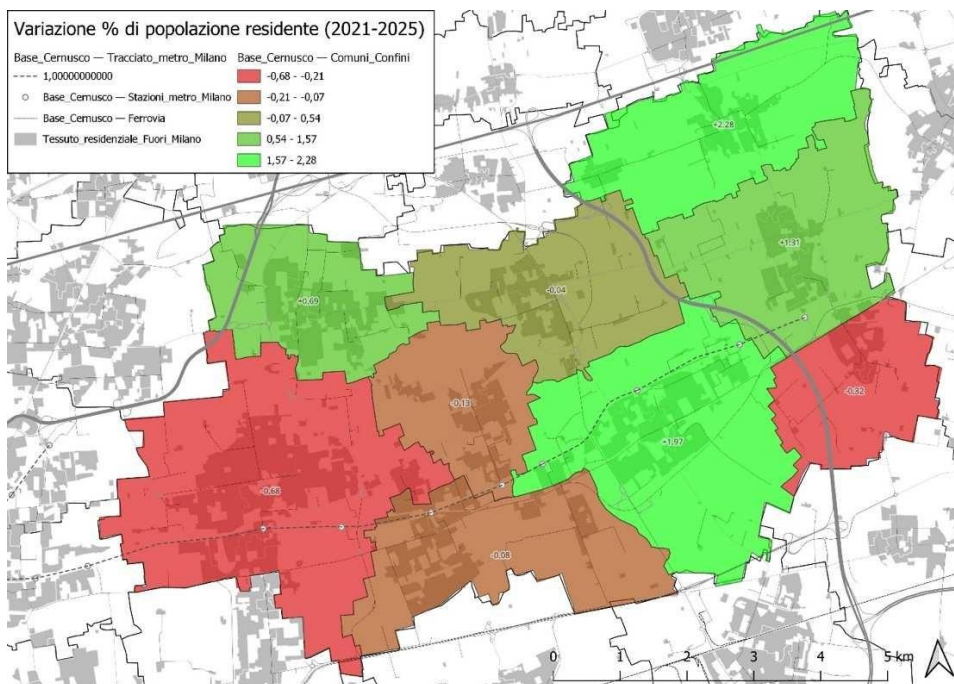 Variazione % di popolazione residente (2021-2025)
Base_Cernusco — Tracciato_metro_Milano
1,00000000000
Base_Cernusco — Stazioni_metro_Milano
Base_Cernusco — Ferrovia
Tessuto_residenziale_Fuori_Milano
Base_Cernusco — Comuni_Confini
-0,68 - -0,21
-0,21 - -0,07
-0,07 - 0,54
0,54 - 1,57
1,57 - 2,28
+2,28
+1,31
+0,69
-0,04
-0,32
-0,13
+1,97
-0,68
-0,08
0 1 2 3 4 5 km